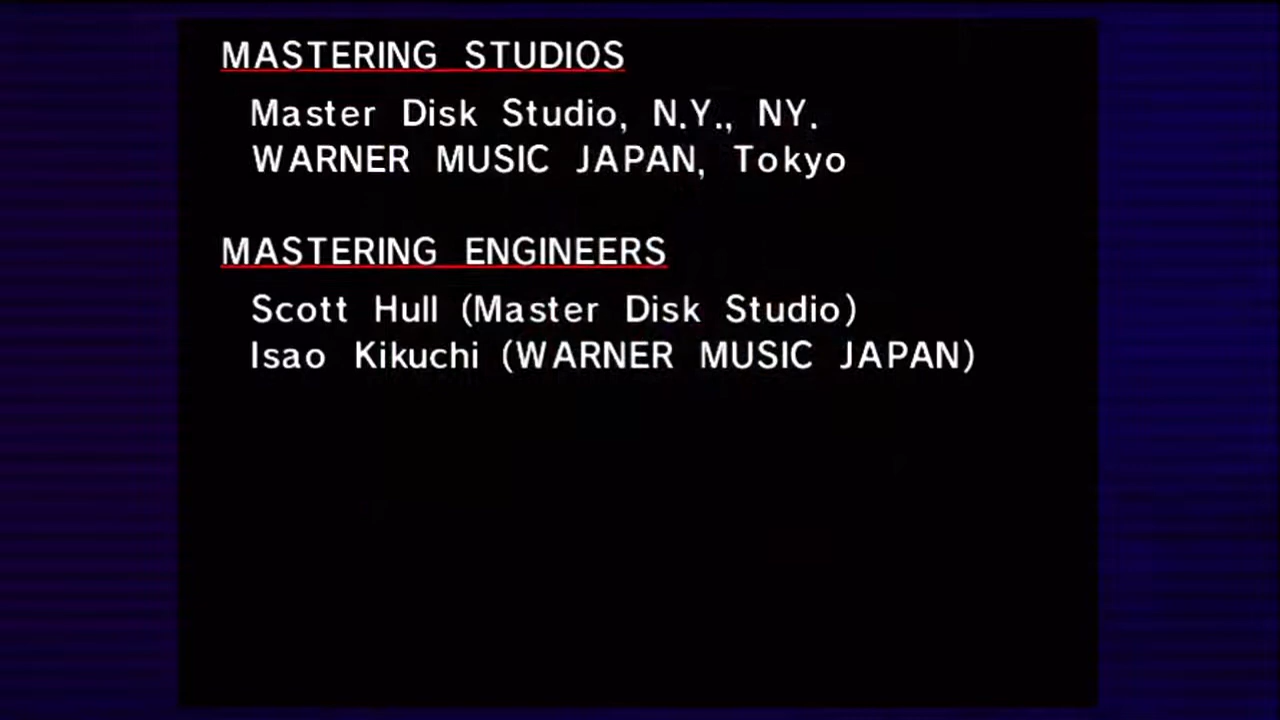 MASTERING STUDIOS
Master Disk Studio, N.Y., NY.
WARNER MUSIC JAPAN, Tokyo
MASTERING ENGINEERS
Scott Hull (Master Disk Studio)
Isao Kikuchi (WARNER MUSIC JAPAN)